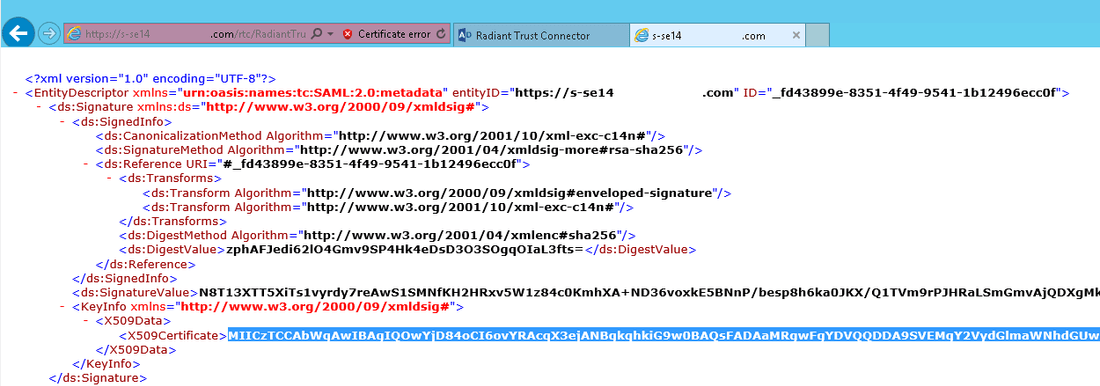 https://s-se14 .com/rtc/RadiantTru Certificate error Radiant Trust Connector s-se14 .com
<?xml version="1.0" encoding="UTF-8"?>
- <EntityDescriptor xmlns="urn:oasis:names:tc:SAML:2.0:metadata" entityID="https://s-se14 .com" ID="_fd43899e-8351-4f49-9541-1b12496ecc0f">
- <ds:Signature xmlns:ds="http://www.w3.org/2000/09/xmldsig#">
- <ds:SignedInfo>
<ds:CanonicalizationMethod Algorithm="http://www.w3.org/2001/10/xml-exc-c14n#"/>
<ds:SignatureMethod Algorithm="http://www.w3.org/2001/04/xmldsig-more#rsa-sha256"/>
- <ds:Reference URI="#_fd43899e-8351-4f49-9541-1b12496ecc0f">
- <ds:Transforms>
<ds:Transform Algorithm="http://www.w3.org/2000/09/xmldsig#enveloped-signature"/>
<ds:Transform Algorithm="http://www.w3.org/2001/10/xml-exc-c14n#"/>
</ds:Transforms>
<ds:DigestMethod Algorithm="http://www.w3.org/2001/04/xmlenc#sha256"/>
<ds:DigestValue>zphAFJedi62lO4Gmv9SP4Hk4eDsD3O3SOgqOIaL3fts=</ds:DigestValue>
</ds:Reference>
</ds:SignedInfo>
<ds:SignatureValue>N8T13XTT5XiTs1vyrdy7reAwS1SMNfKH2HRxv5W1z84c0KmhXA+ND36voxkE5BNnP/besp8h6ka0JKX/Q1TVm9rPJHRaLSmGmvAjQDXgMk
- <KeyInfo xmlns="http://www.w3.org/2000/09/xmldsig#">
- <X509Data>
<X509Certificate>MIICzTCCAbWgAwIBAgIQOwYjD84oCI6ovYRAcqX3ejANBgkqhkiG9w0BAQsFADAaMRgwFgYDVQQDDA9SVEMgY2VydGlmaWNhdGUw
</X509Data>
</KeyInfo>
</ds:Signature>